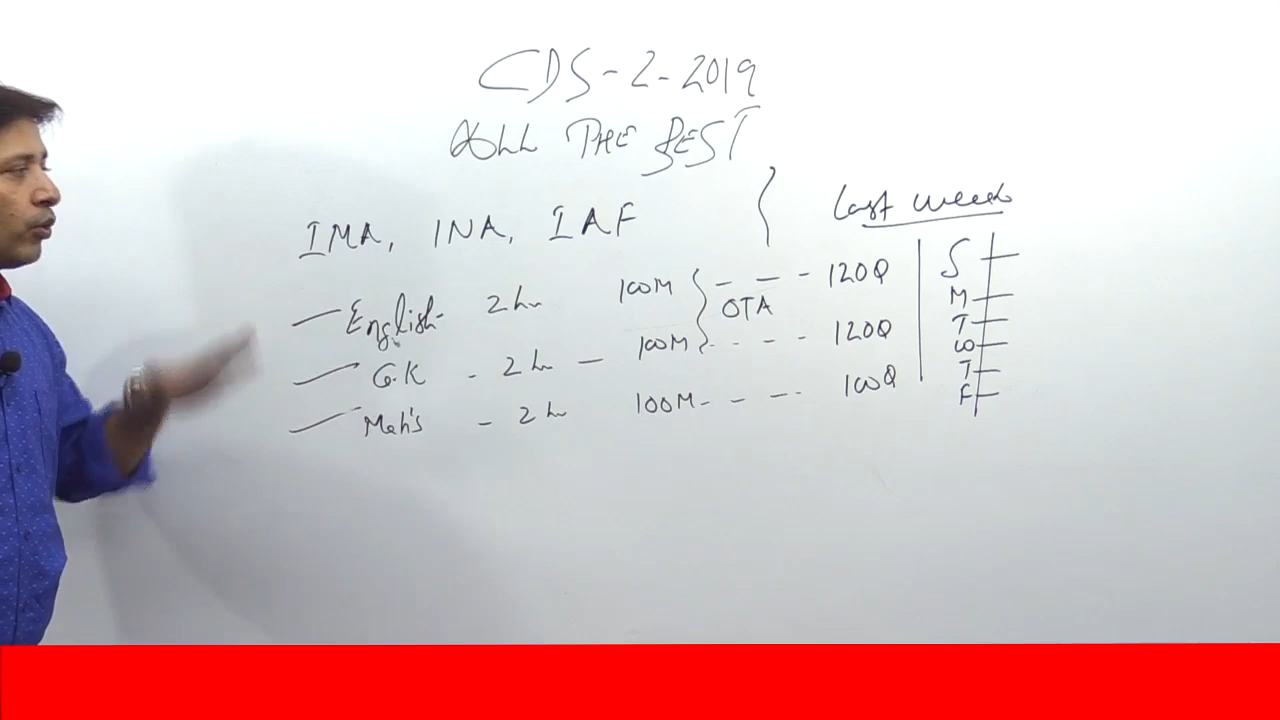 CDS-2-2019
ALL THE BEST
IMA, INA, IAF
Last week
English 2 hr 100M - - - 120Q
OTA
G.K - 2 hr - 100M - - - - 120Q
Math's - 2 hr 100M - - - - 100Q
S
M
T
W
T
F